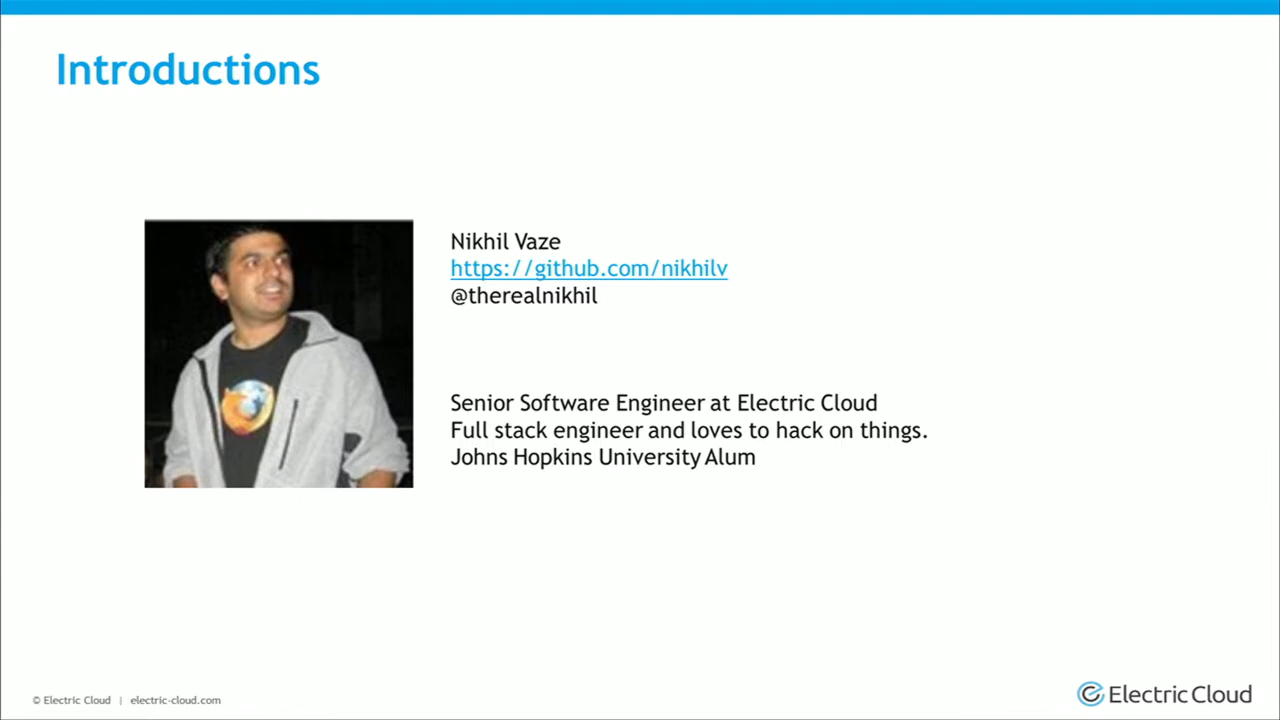 Introductions
Nikhil Vaze
https://github.com/nikhilv
@therealnikhil
Senior Software Engineer at Electric Cloud
Full stack engineer and loves to hack on things.
Johns Hopkins University Alum
© Electric Cloud | electric-cloud.com
Electric Cloud